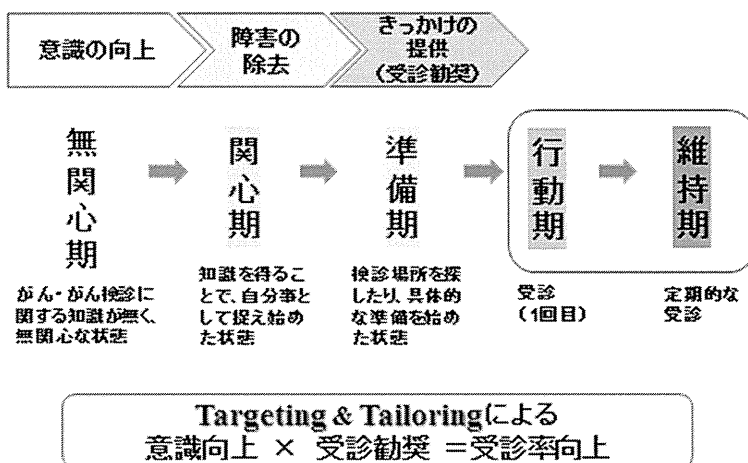 意識の向上
障害の
除去
きっかけの
提供
(受診勧奨)
無関心期
関心期
準備期
行動期
維持期
がん・がん検診に
関する知識が無く、
無関心な状態
知識を得るこ
とで、自分事と
して捉え始め
た状態
検診場所を探
したり、具体的
な準備を始め
た状態
受診
(1回目)
定期的な
受診
Targeting & Tailoringによる
意識向上 × 受診勧奨 =受診率向上